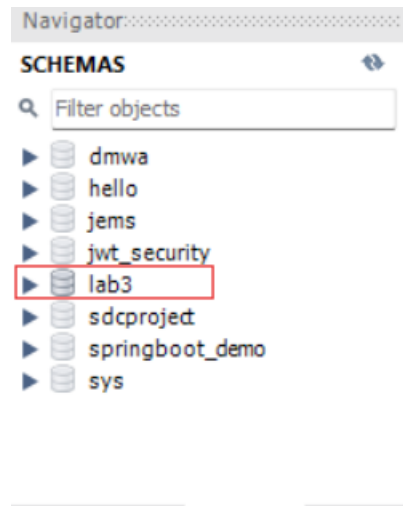 Navigator
SCHEMAS
Filter objects
dmwa
hello
jems
jwt_security
lab3
sdcproject
springboot_demo
sys